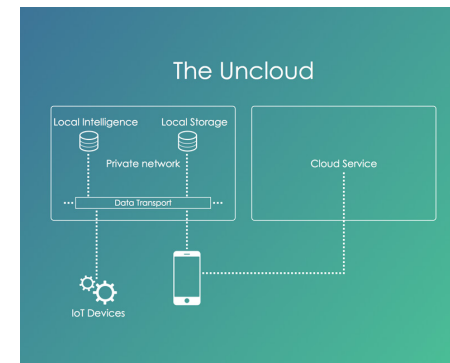 The Uncloud
Local Intelligence
Local Storage
Private network
Data Transport
Cloud Service
IoT Devices